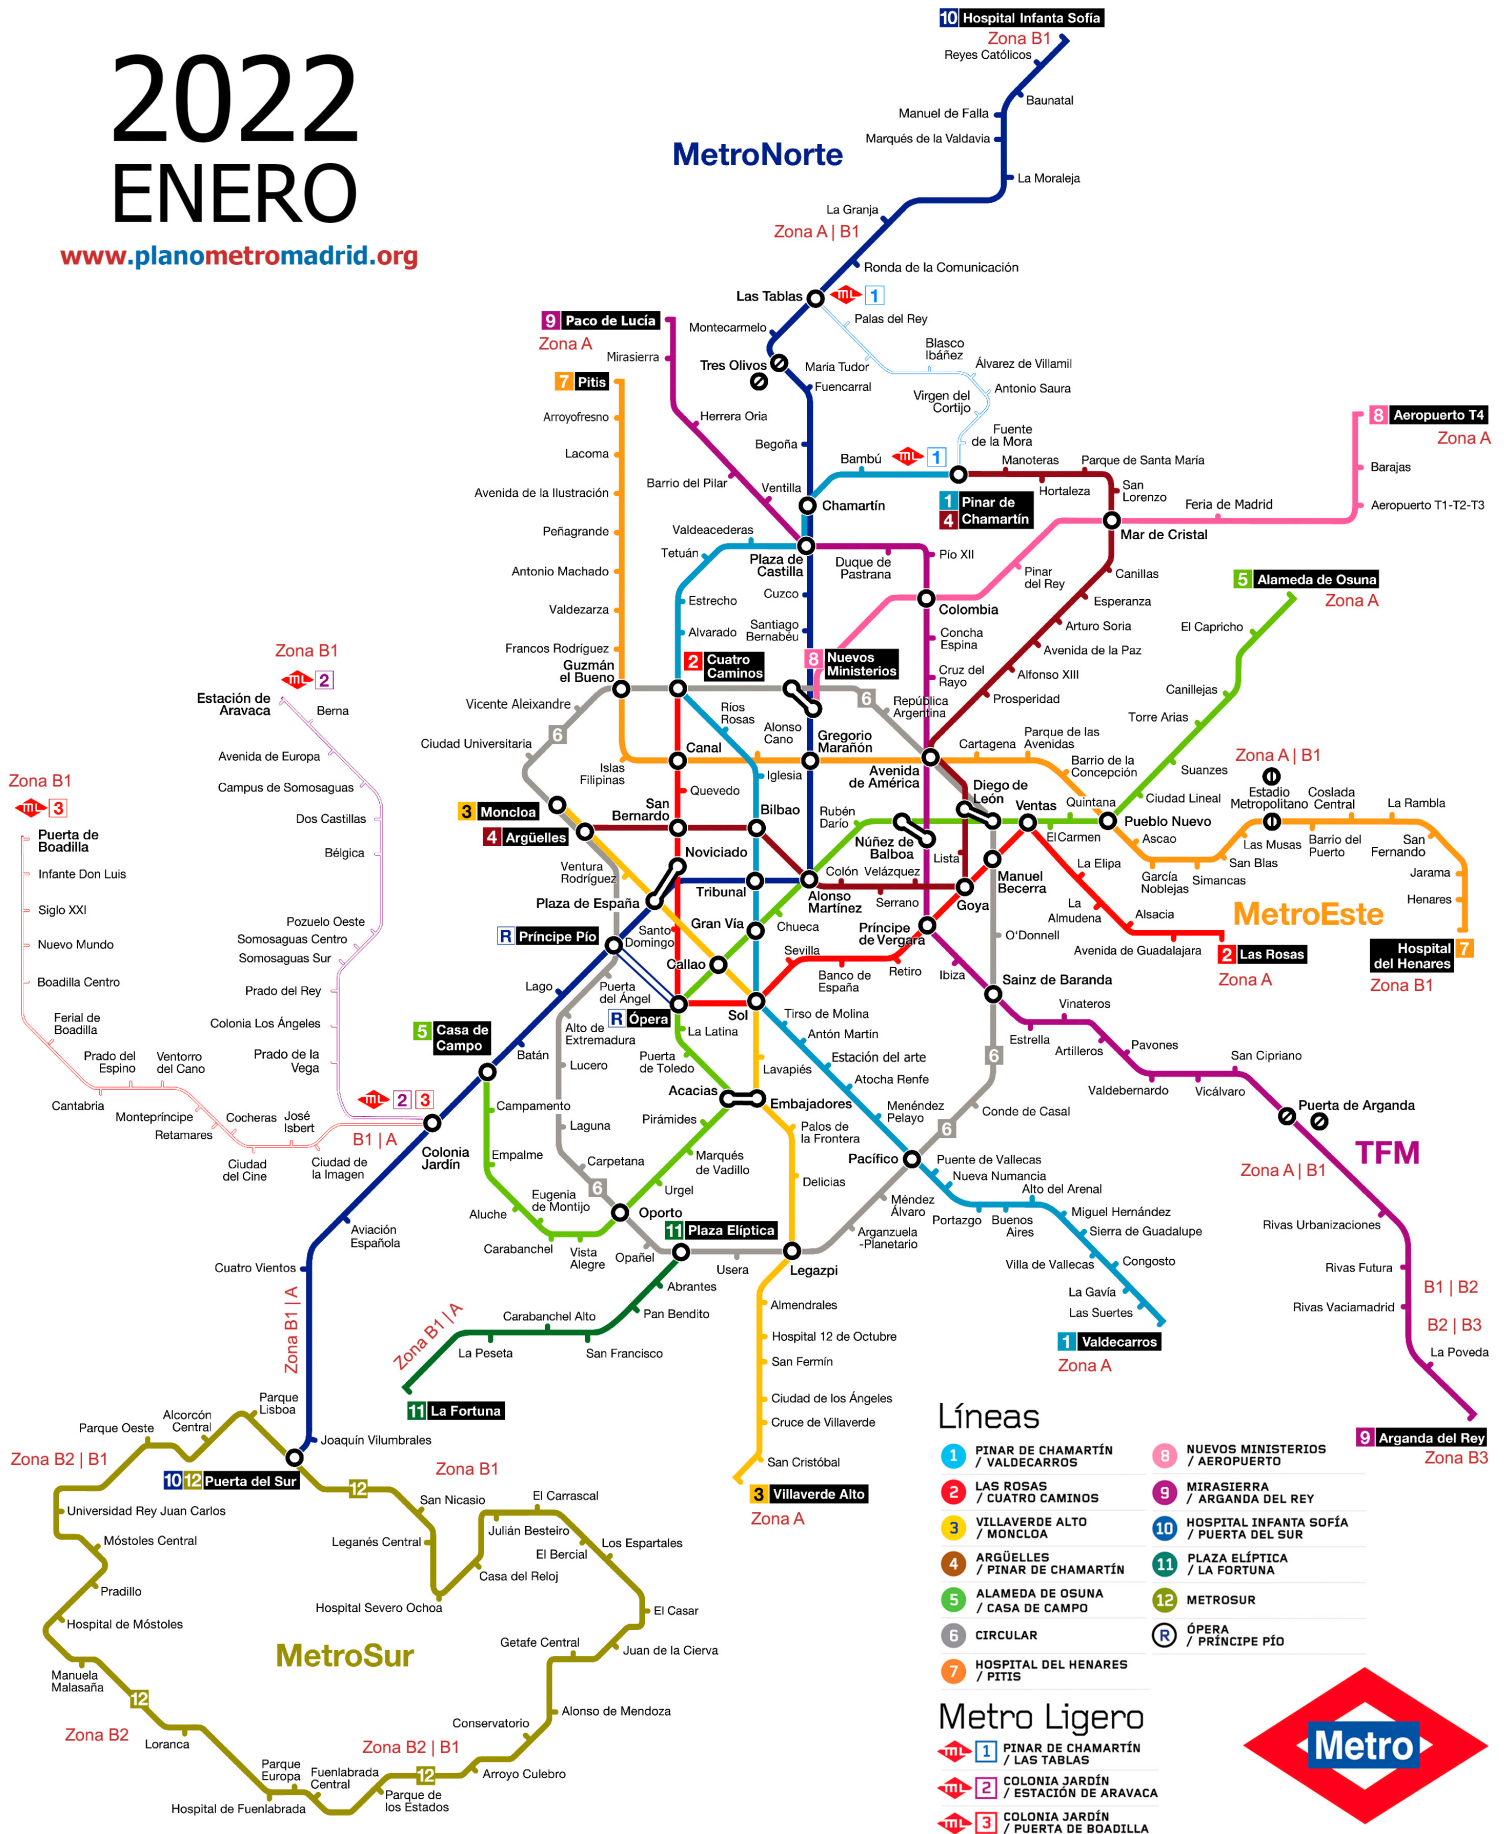 2022
ENERO
www.planometromadrid.org
10 Hospital Infanta Sofía
Zona B1
Reyes Católicos
Baunatal
Manuel de Falla
Marqués de la Valdavia
MetroNorte
La Moraleja
La Granja
Zona A | B1
Ronda de la Comunicación
Las Tablas
mL 1
Palas del Rey
Montecarmelo
Tres Olivos
María Tudor
Blasco
Ibáñez
Álvarez de Villamil
Antonio Saura
Virgen del
Cortijo
Fuente
de la Mora
Fuencarral
Begoña
9 Paco de Lucía
Zona A
Mirasierra
7 Pitis
Arroyofresno
Lacoma
Avenida de la Ilustración
Peñagrande
Antonio Machado
Valdezarza
Francos Rodríguez
Guzmán
el Bueno
Herrera Oria
Barrio del Pilar
Ventilla
Bambú
mL 1
1 Pinar de
4 Chamartín
Chamartín
Manoteras
Hortaleza
Parque de Santa María
San
Lorenzo
Feria de Madrid
8 Aeropuerto T4
Zona A
Barajas
Aeropuerto T1-T2-T3
Mar de Cristal
Valdeacederas
Tetuán
Plaza de
Castilla
Duque de
Pastrana
Pío XII
Pinar
del Rey
Canillas
Esperanza
Arturo Soria
Avenida de la Paz
Alfonso XIII
Prosperidad
5 Alameda de Osuna
Zona A
El Capricho
Canillejas
Torre Arias
Suanzes
Ciudad Lineal
Estrecho
Alvarado
Cuzco
Santiago
Bernabéu
Colombia
Concha
Espina
Cruz del
Rayo
2 Cuatro
Caminos
8 Nuevos
Ministerios
6
República
Argentina
Vicente Aleixandre
6
Ciudad Universitaria
Islas
Filipinas
Canal
Ríos
Rosas
Alonso
Cano
Gregorio
Marañón
Avenida
de América
Cartagena
Parque de las
Avenidas
Barrio de la
Concepción
Quintana
Pueblo Nuevo
Zona A | B1
Estadio
Metropolitano
Coslada
Central
La Rambla
Las Musas
Barrio del
Puerto
San
Fernando
Jarama
Henares
Hospital
del Henares 7
Zona B1
MetroEste
Ascao
García
Noblejas
Simancas
San Blas
3 Moncloa
4 Argüelles
Quevedo
San
Bernardo
Iglesia
Bilbao
Rubén
Darío
Núñez de
Balboa
Diego de
León
Ventas
El Carmen
Lista
Manuel
Becerra
La Elipa
La
Almudena
Alsacia
Avenida de Guadalajara
2 Las Rosas
Zona A
Ventura
Rodríguez
Noviciado
Plaza de España
Tribunal
Alonso
Martínez
Colón
Velázquez
Serrano
Goya
O'Donnell
R Príncipe Pío
Santo
Domingo
Gran Vía
Chueca
Callao
Príncipe
de Vergara
Sevilla
Banco de
España
Retiro
Ibiza
Sainz de Baranda
Vinateros
Puerta
del Ángel
R Ópera
Sol
Lago
Alto de
Extremadura
Batán
Lucero
La Latina
Puerta
de Toledo
Tirso de Molina
Antón Martín
Estación del arte
Atocha Renfe
Lavapiés
Acacias
Embajadores
Menéndez
Pelayo
6
Conde de Casal
6
Pacífico
Estrella
Artilleros
Pavones
Valdebernardo
Vicálvaro
San Cipriano
Puerta de Arganda
TFM
Zona A | B1
Rivas Urbanizaciones
Rivas Futura
Rivas Vaciamadrid
B1 | B2
B2 | B3
La Poveda
9 Arganda del Rey
Zona B3
Zona B1
mL 2
Estación de
Aravaca
Berna
Avenida de Europa
Campus de Somosaguas
Dos Castillas
Bélgica
Pozuelo Oeste
Somosaguas Centro
Somosaguas Sur
Prado del Rey
Colonia Los Ángeles
Prado de la
Vega
Zona B1
mL 3
Puerta de
Boadilla
Infante Don Luis
Siglo XXI
Nuevo Mundo
Boadilla Centro
Ferial de
Boadilla
Prado del
Espino
Ventorro
del Cano
Cantabria
Montepríncipe
Retamares
Cocheras
José
Isbert
Ciudad
del Cine
Ciudad de
la Imagen
mL 2 3
B1 | A
5 Casa de
Campo
Colonia
Jardín
Campamento
Empalme
Aluche
Eugenia
de Montijo
Carabanchel
Vista
Alegre
Laguna
Carpetana
6
Oporto
Opañel
Pirámides
Marqués
de Vadillo
Urgel
11 Plaza Elíptica
Usera
Palos de
la Frontera
Delicias
Legazpi
Arganzuela
-Planetario
Méndez
Álvaro
Puente de Vallecas
Nueva Numancia
Portazgo
Buenos
Aires
Alto del Arenal
Miguel Hernández
Sierra de Guadalupe
Villa de Vallecas
Congosto
La Gavía
Las Suertes
1 Valdecarros
Zona A
Aviación
Española
Cuatro Vientos
Zona B1 | A
Joaquín Vilumbrales
Abrantes
Pan Bendito
San Francisco
Carabanchel Alto
La Peseta
Zona B1 | A
11 La Fortuna
Almendrales
Hospital 12 de Octubre
San Fermín
Ciudad de los Ángeles
Cruce de Villaverde
San Cristóbal
3 Villaverde Alto
Zona A
Parque
Lisboa
Alcorcón
Central
Parque Oeste
Zona B2 | B1
10 12 Puerta del Sur
12
Zona B1
Universidad Rey Juan Carlos
Móstoles Central
Pradillo
Hospital de Móstoles
Manuela
Malasaña
12
Zona B2
Loranca
Parque
Europa
Hospital de Fuenlabrada
Fuenlabrada
Central
Parque de
los Estados
12
Zona B2 | B1
Arroyo Culebro
Conservatorio
Alonso de Mendoza
Getafe Central
Juan de la Cierva
El Casar
Los Espartales
El Bercial
El Carrascal
Julián Besteiro
Casa del Reloj
Hospital Severo Ochoa
Leganés Central
San Nicasio
MetroSur
Líneas
1 PINAR DE CHAMARTÍN
/ VALDECARROS
2 LAS ROSAS
/ CUATRO CAMINOS
3 VILLAVERDE ALTO
/ MONCLOA
4 ARGÜELLES
/ PINAR DE CHAMARTÍN
5 ALAMEDA DE OSUNA
/ CASA DE CAMPO
6 CIRCULAR
7 HOSPITAL DEL HENARES
/ PITIS
8 NUEVOS MINISTERIOS
/ AEROPUERTO
9 MIRASIERRA
/ ARGANDA DEL REY
10 HOSPITAL INFANTA SOFÍA
/ PUERTA DEL SUR
11 PLAZA ELÍPTICA
/ LA FORTUNA
12 METROSUR
R ÓPERA
/ PRÍNCIPE PÍO
Metro Ligero
mL 1 PINAR DE CHAMARTÍN
/ LAS TABLAS
mL 2 COLONIA JARDÍN
/ ESTACIÓN DE ARAVACA
mL 3 COLONIA JARDÍN
/ PUERTA DE BOADILLA
Metro